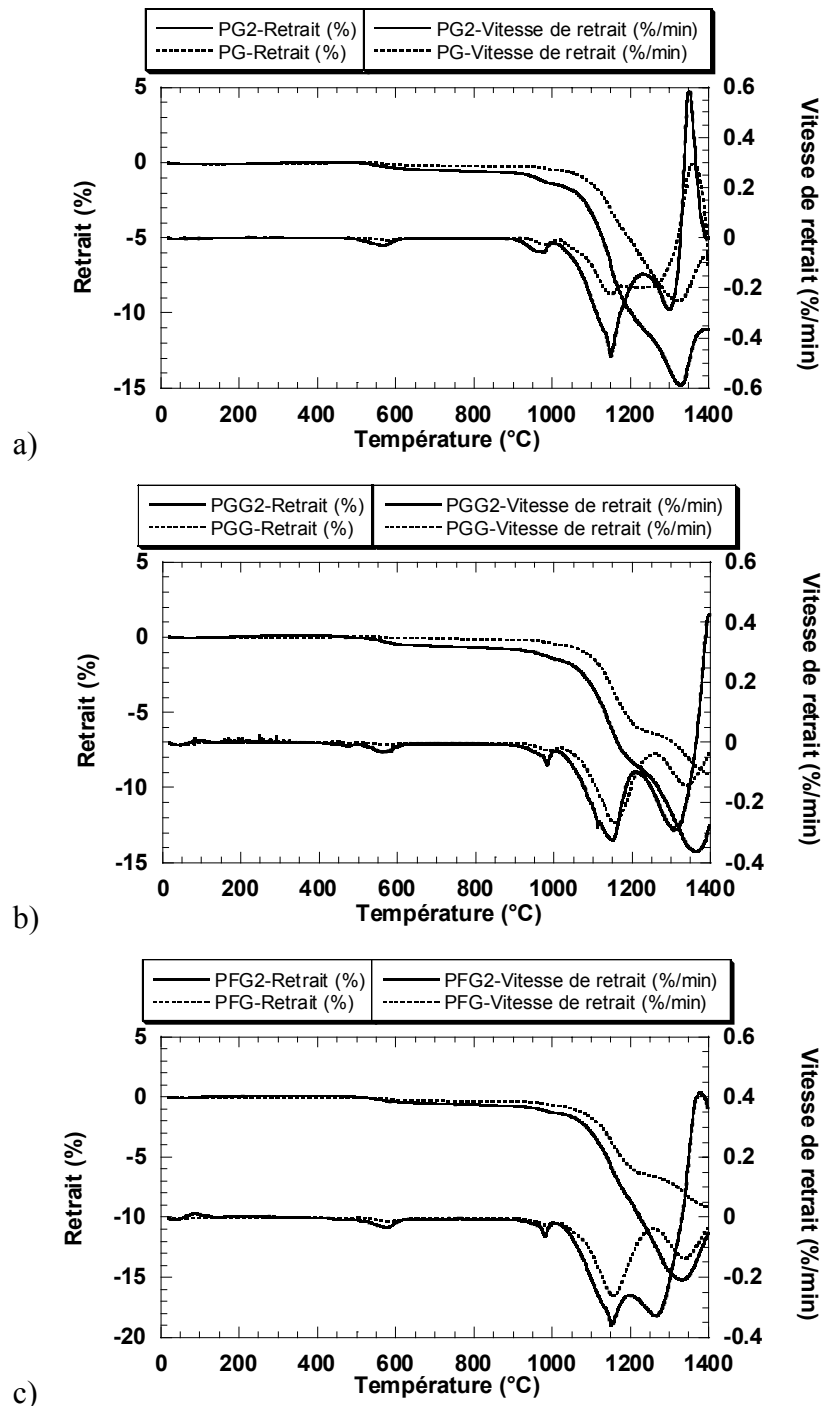 PG2-Retrait (%) PG2-Vitesse de retrait (%/min)
PG-Retrait (%) PG-Vitesse de retrait (%/min)
5 0 -5 -10 -15
Retrait (%)
0.6 0.4 0.2 0 -0.2 -0.4 -0.6
Vitesse de retrait (%/min)
0 200 400 600 800 1000 1200 1400
Température (°C)
a)
PGG2-Retrait (%) PGG2-Vitesse de retrait (%/min)
PGG-Retrait (%) PGG-Vitesse de retrait (%/min)
5 0 -5 -10 -15
Retrait (%)
0.6 0.4 0.2 0 -0.2 -0.4
Vitesse de retrait (%/min)
0 200 400 600 800 1000 1200 1400
Température (°C)
b)
PFG2-Retrait (%) PFG2-Vitesse de retrait (%/min)
PFG-Retrait (%) PFG-Vitesse de retrait (%/min)
5 0 -5 -10 -15 -20
Retrait (%)
0.6 0.4 0.2 0 -0.2 -0.4
Vitesse de retrait (%/min)
0 200 400 600 800 1000 1200 1400
Température (°C)
c)